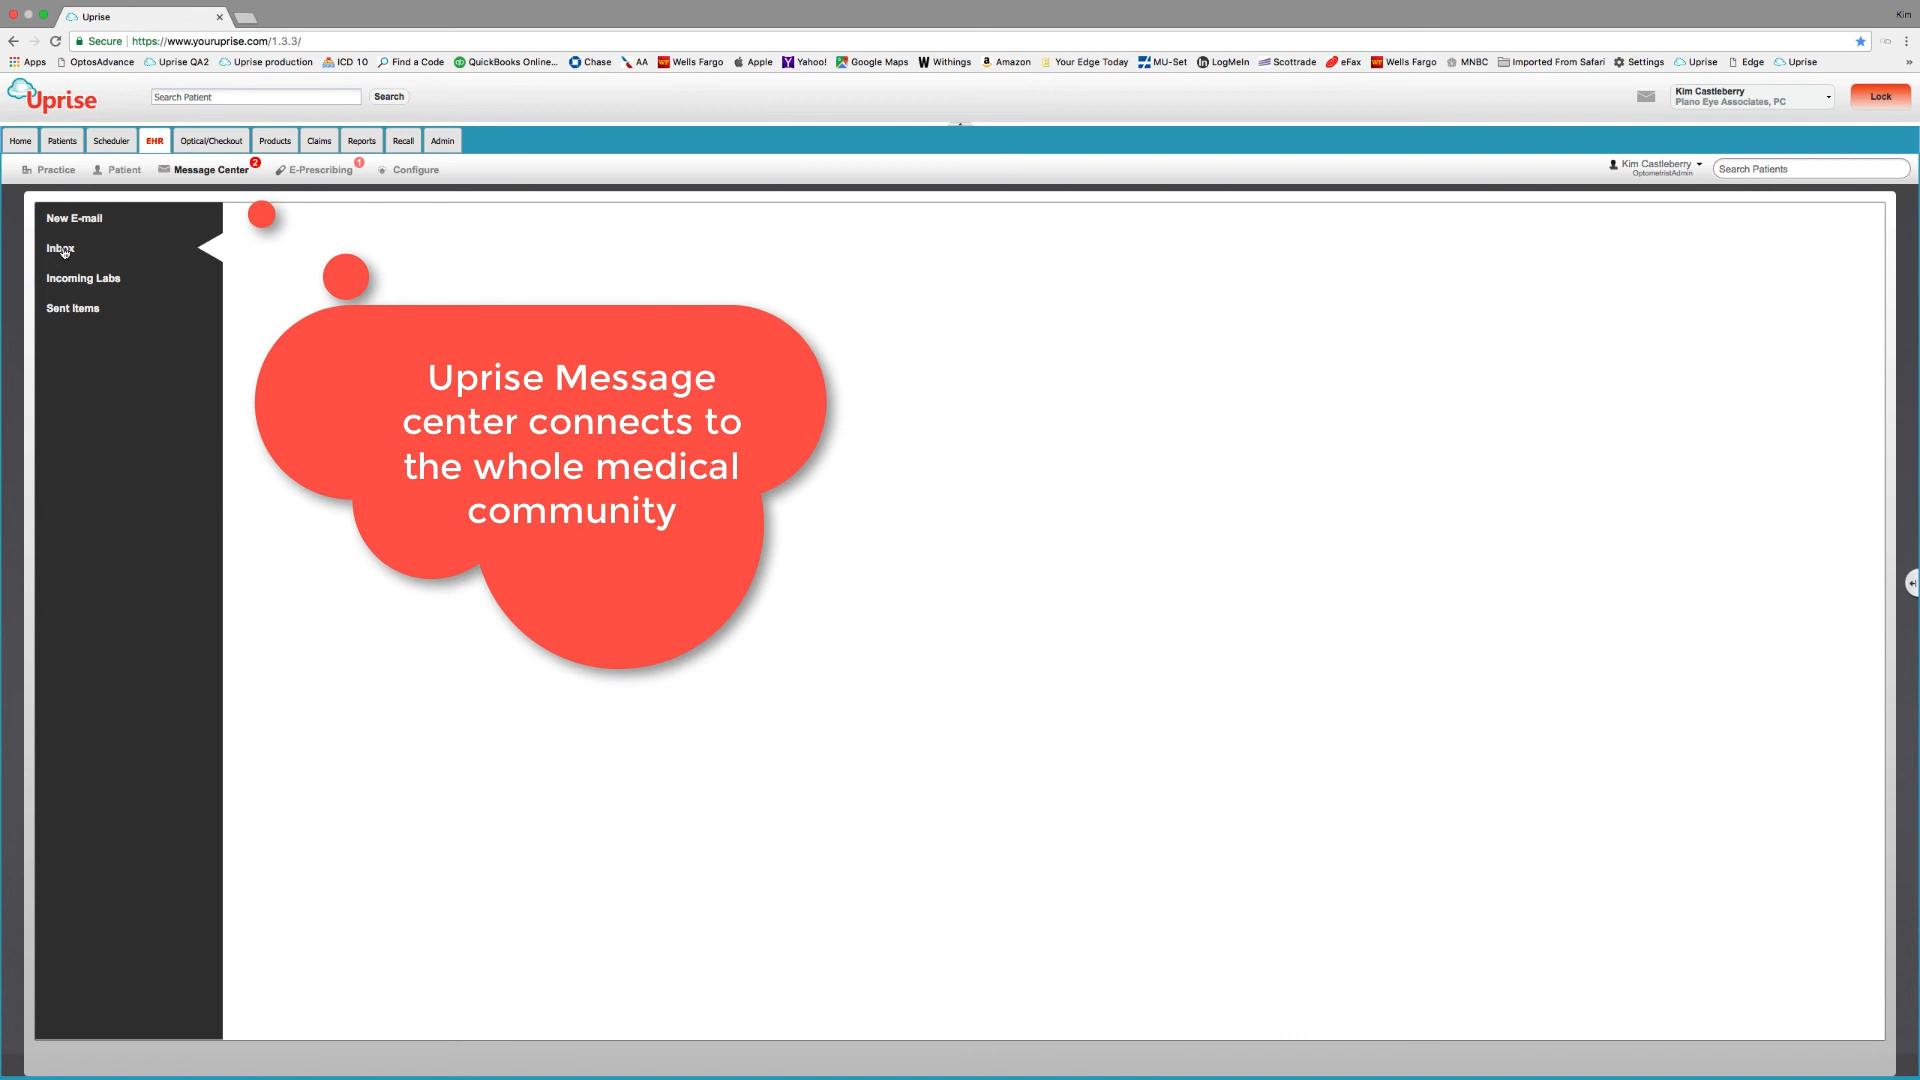 Uprise
Kim
Secure https://www.youruprise.com/1.3.3/
Apps OptosAdvance Uprise QA2 Uprise production ICD 10 Find a Code QuickBooks Online... Chase AA Wells Fargo Apple Yahoo! Google Maps Withings Amazon Your Edge Today MU-Set LogMeIn Scottrade eFax Wells Fargo MNBC Imported From Safari Settings Uprise Edge Uprise »
Uprise
Search Patient Search
Kim Castleberry
Plano Eye Associates, PC
Lock
Home Patients Scheduler EHR Optical/Checkout Products Claims Reports Recall Admin
Practice Patient Message Center 2 E-Prescribing 1 Configure
Kim Castleberry
OptometristAdmin
Search Patients
New E-mail
Inbox
Incoming Labs
Sent Items
Uprise Message
center connects to
the whole medical
community